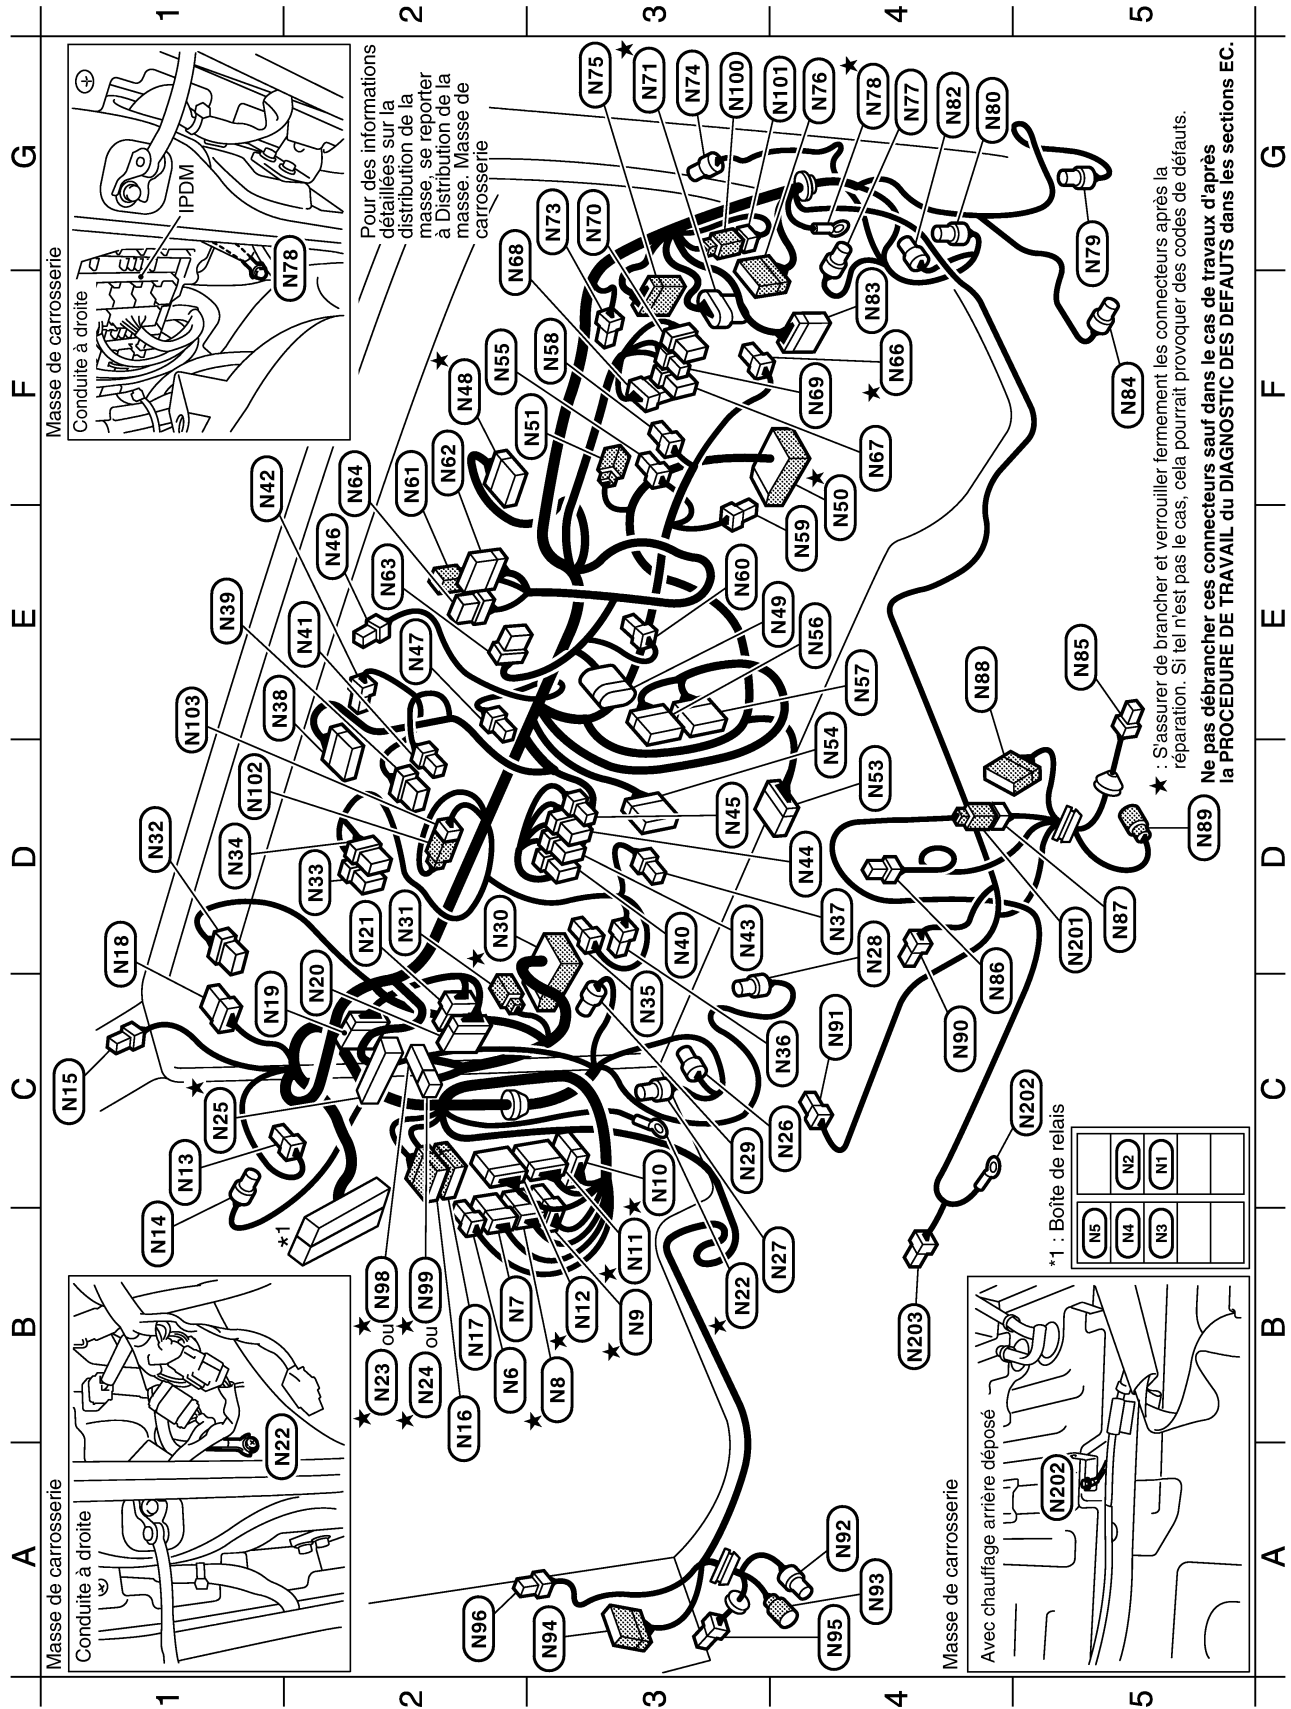 1
2
3
4
5
G
F
E
D
C
B
A
Masse de carrosserie
Conduite à droite
IPDM
N78
Pour des informations
détaillées sur la
distribution de la
masse, se reporter
à Distribution de la
masse. Masse de
carrosserie
N75
★
N71
N74
N100
N101
N76
★
N78
N77
N82
N80
N73
N70
N68
N58
N55
★
N48
N51
N62
N61
N64
N42
N46
N63
N39
N41
N47
N38
N103
N102
N79
N83
N66
★
N69
N84
N67
N50
★
N59
N60
N49
N56
N57
N54
N53
N45
N44
N37
N43
N40
N88
N85
N89
N87
N201
N86
N90
N28
N91
N36
N35
N30
★
N31
N21
N33
N34
N32
N18
N20
N19
N15
★
N25
N13
N14
*1
N26
N29
N27
N22
★
N10
★
N11
★
N9
★
N12
★
N8
★
N7
N6
N17
N16
★ N23 ou ★ N98
★ N24 ou ★ N99
N202
N203
★ : S'assurer de brancher et verrouiller fermement les connecteurs après la
réparation. Si tel n'est pas le cas, cela pourrait provoquer des codes de défauts.
Ne pas débrancher ces connecteurs sauf dans le cas de travaux d'après
la PROCEDURE DE TRAVAIL du DIAGNOSTIC DES DEFAUTS dans les sections EC.
*1 : Boîte de relais
N5
N4
N2
N3
N1
Masse de carrosserie
Conduite à droite
N22
N96
N94
N95
N93
N92
Masse de carrosserie
Avec chauffage arrière déposé
N202
G
F
E
D
C
B
A
1
2
3
4
5